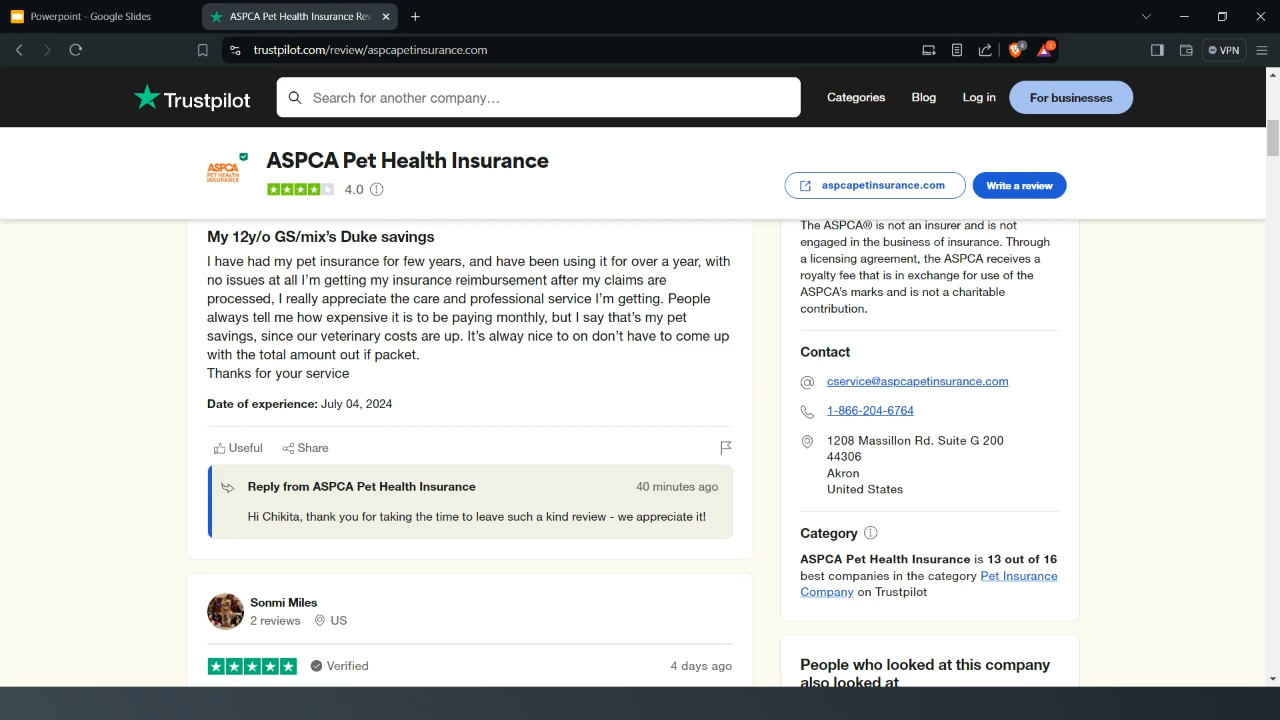 Powerpoint - Google Slides
ASPCA Pet Health Insurance Rev
trustpilot.com/review/aspcapetinsurance.com
4
1
VPN
Trustpilot
Search for another company…
Categories
Blog
Log in
For businesses
ASPCA
PET HEALTH
INSURANCE
ASPCA Pet Health Insurance
4.0
aspcapetinsurance.com
Write a review
My 12y/o GS/mix’s Duke savings
I have had my pet insurance for few years, and have been using it for over a year, with
no issues at all I’m getting my insurance reimbursement after my claims are
processed, I really appreciate the care and professional service I’m getting. People
always tell me how expensive it is to be paying monthly, but I say that’s my pet
savings, since our veterinary costs are up. It’s alway nice to on don’t have to come up
with the total amount out if packet.
Thanks for your service
Date of experience: July 04, 2024
Useful
Share
Reply from ASPCA Pet Health Insurance
40 minutes ago
Hi Chikita, thank you for taking the time to leave such a kind review - we appreciate it!
Sonmi Miles
2 reviews
US
Verified
4 days ago
The ASPCA® is not an insurer and is not
engaged in the business of insurance. Through
a licensing agreement, the ASPCA receives a
royalty fee that is in exchange for use of the
ASPCA’s marks and is not a charitable
contribution.
Contact
cservice@aspcapetinsurance.com
1-866-204-6764
1208 Massillon Rd. Suite G 200
44306
Akron
United States
Category
ASPCA Pet Health Insurance is 13 out of 16
best companies in the category Pet Insurance
Company on Trustpilot
People who looked at this company
also looked at